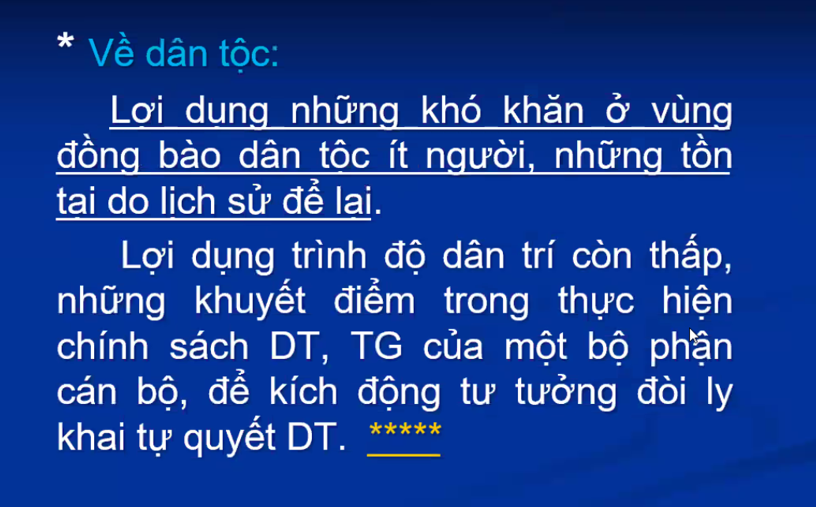 * Về dân tộc:
Lợi dụng những khó khăn ở vùng
đồng bào dân tộc ít người, những tồn
tại do lịch sử để lại.
Lợi dụng trình độ dân trí còn thấp,
những khuyết điểm trong thực hiện
chính sách DT, TG của một bộ phận
cán bộ, để kích động tư tưởng đòi ly
khai tự quyết DT. *****